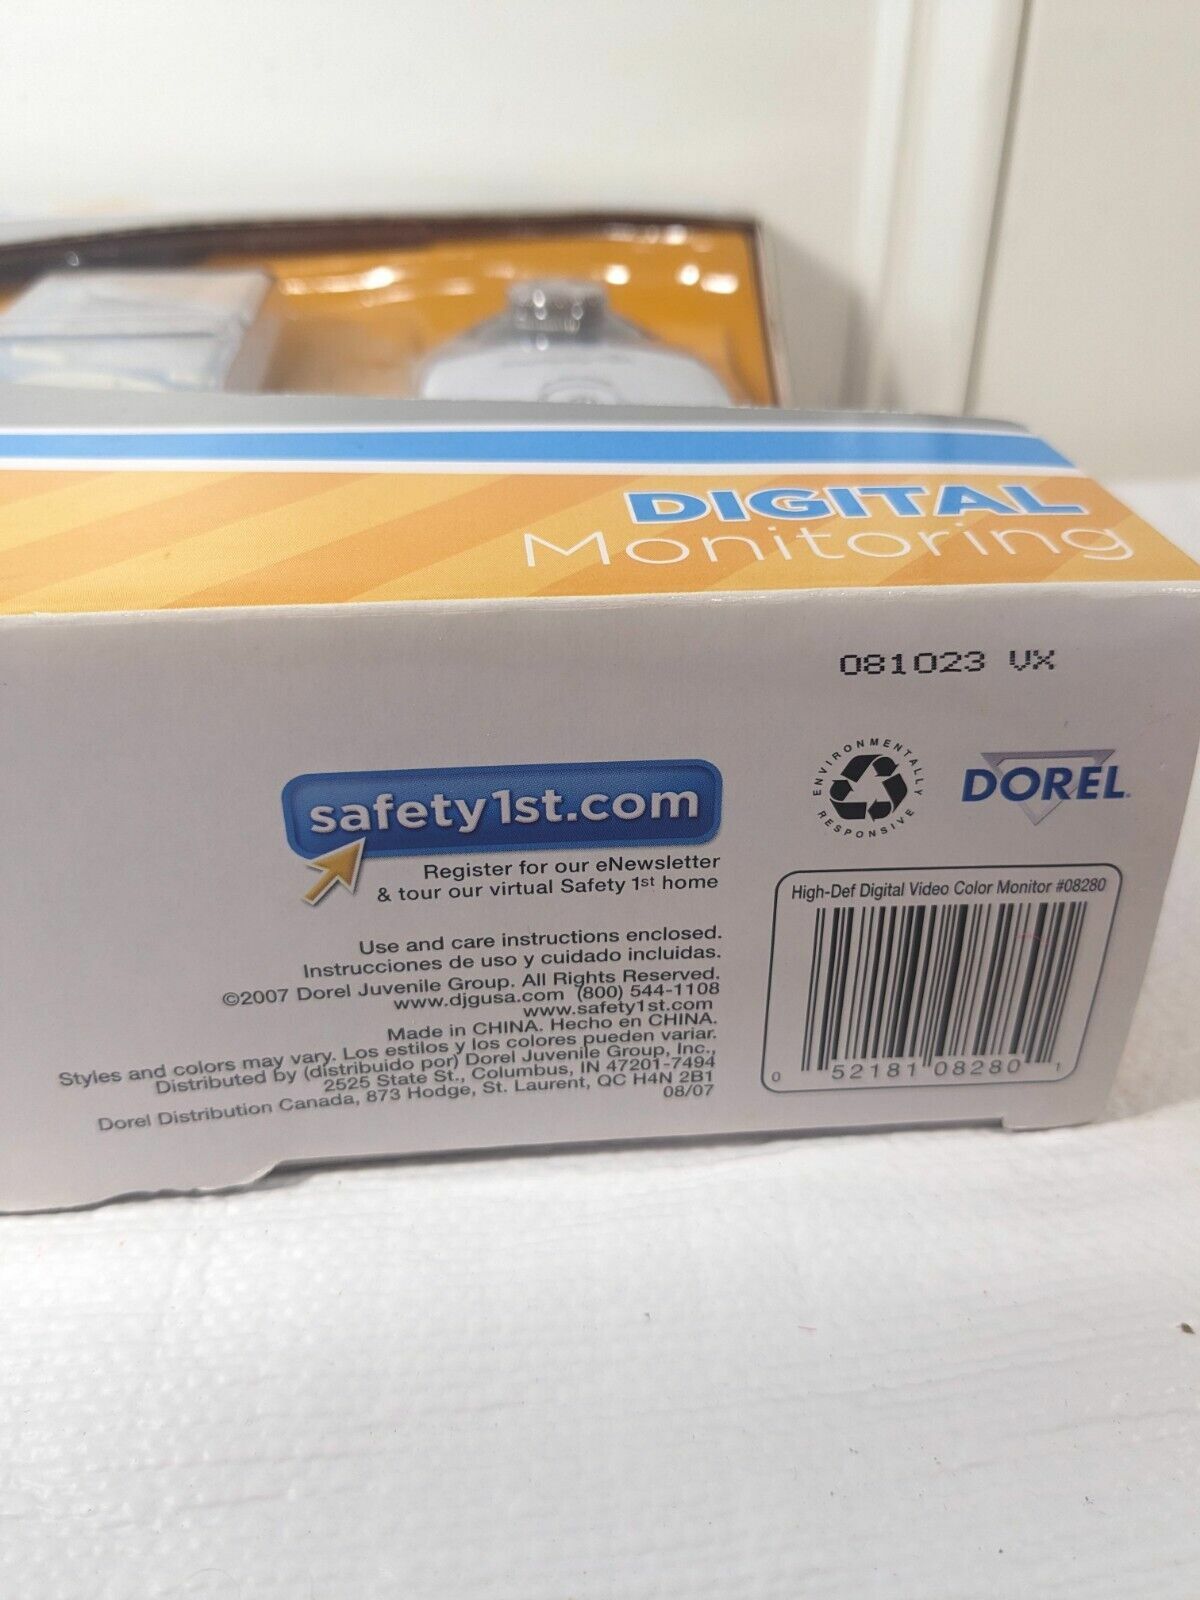 DIGITAL
Monitoring
081023 VX
ENVIRONMENTALLY
RESPONSIVE
DOREL
safety1st.com
Register for our eNewsletter
& tour our virtual Safety 1st home
Use and care instructions enclosed.
Instrucciones de uso y cuidado incluidas.
©2007 Dorel Juvenile Group. All Rights Reserved.
www.djgusa.com (800) 544-1108
www.safety1st.com
Made in CHINA. Hecho en CHINA.
Styles and colors may vary. Los estilos y los colores pueden variar.
Distributed by (distribuido por) Dorel Juvenile Group, Inc.,
2525 State St., Columbus, IN 47201-7494
Dorel Distribution Canada, 873 Hodge, St. Laurent, QC H4N 2B1
08/07
High-Def Digital Video Color Monitor #08280
0 52181 08280 1